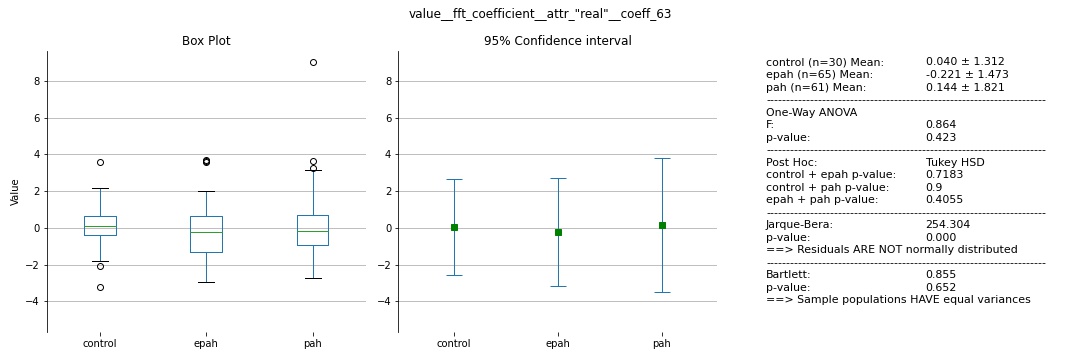 value__fft_coefficient__attr_"real"__coeff_63
Box Plot
Value
8
6
4
2
0
−2
−4
control epah pah
95% Confidence interval
8
6
4
2
0
−2
−4
control epah pah
control (n=30) Mean: 0.040 ± 1.312
epah (n=65) Mean: -0.221 ± 1.473
pah (n=61) Mean: 0.144 ± 1.821
One-Way ANOVA
F: 0.864
p-value: 0.423
Post Hoc: Tukey HSD
control + epah p-value: 0.7183
control + pah p-value: 0.9
epah + pah p-value: 0.4055
Jarque-Bera: 254.304
p-value: 0.000
==> Residuals ARE NOT normally distributed
Bartlett: 0.855
p-value: 0.652
==> Sample populations HAVE equal variances